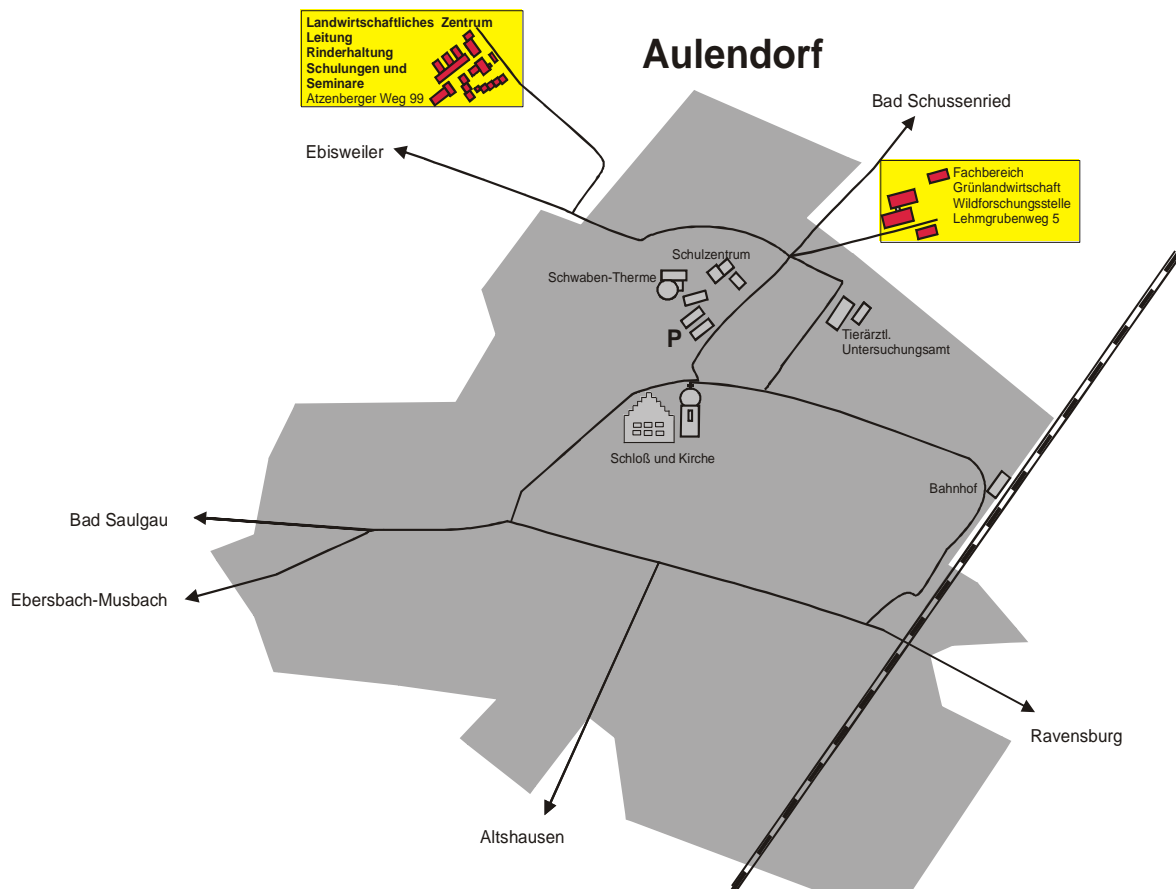 Landwirtschaftliches Zentrum
Leitung
Rinderhaltung
Schulungen und
Seminare
Atzenberger Weg 99
Aulendorf
Bad Schussenried
Ebisweiler
Fachbereich
Grünlandwirtschaft
Wildforschungsstelle
Lehmgrubenweg 5
Schulzentrum
Schwaben-Therme
P
Tierärztl.
Untersuchungsamt
Schloß und Kirche
Bahnhof
Bad Saulgau
Ebersbach-Musbach
Ravensburg
Altshausen